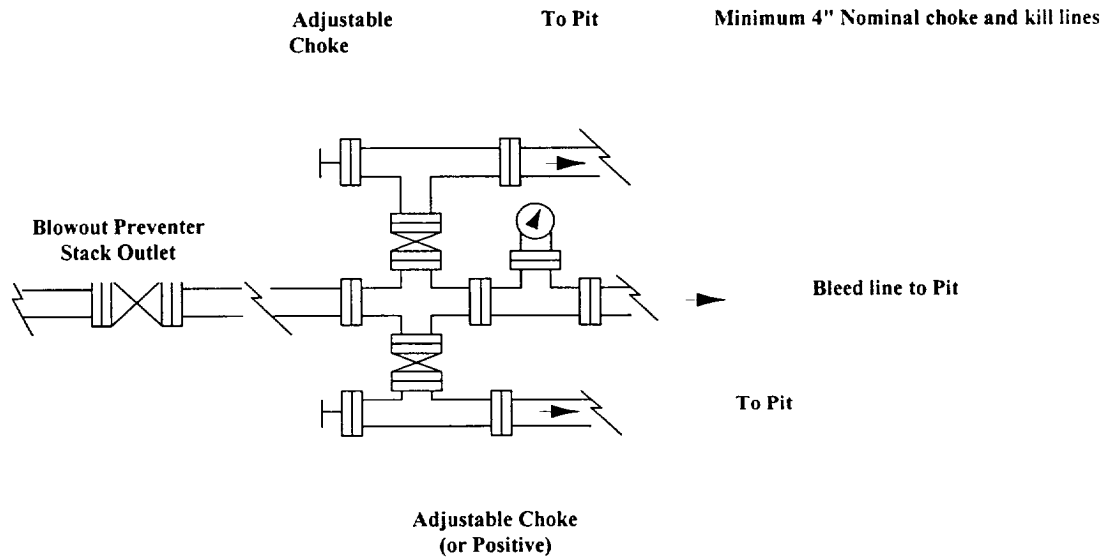 Adjustable
Choke
To Pit
Minimum 4" Nominal choke and kill lines
Blowout Preventer
Stack Outlet
Bleed line to Pit
To Pit
Adjustable Choke
(or Positive)